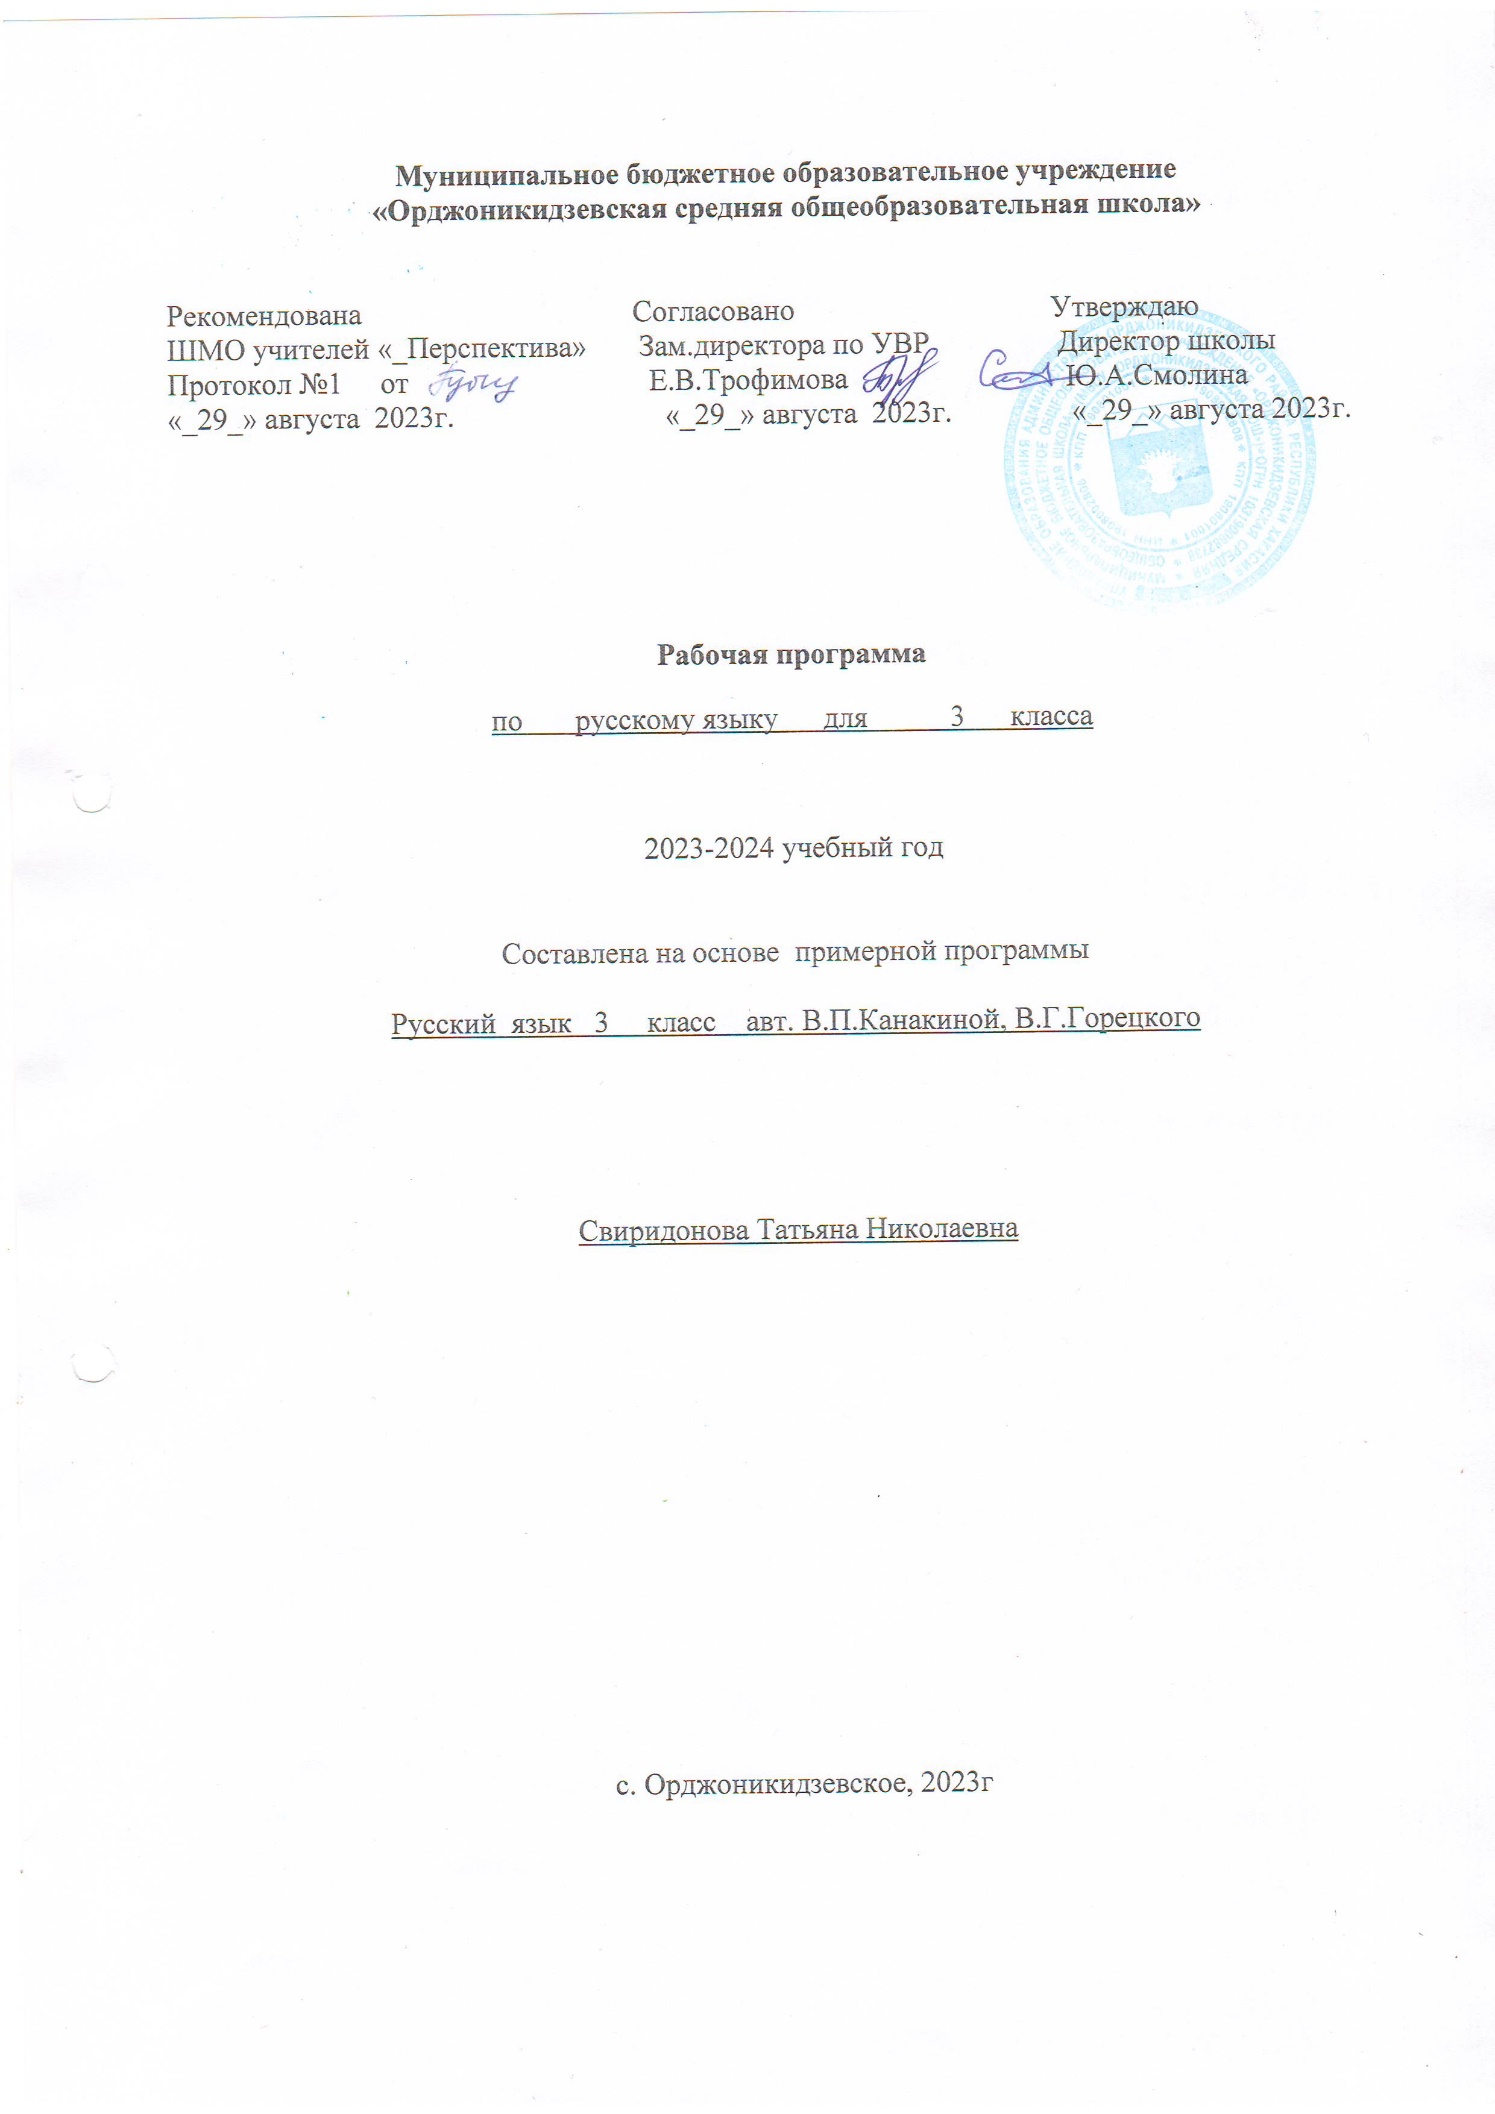 Муниципальное бюджетное образовательное учреждение
«Орджоникидзевская средняя общеобразовательная школа»
Рекомендована Согласовано Утверждаю
ШМО учителей «_Перспектива» Зам.директора по УВР Директор школы
Протокол №1 от Е.В.Трофимова Ю.А.Смолина
«_29_» августа 2023г. «_29_» августа 2023г. «_29_» августа 2023г.
Рабочая программа
по русскому языку для 3 класса
2023-2024 учебный год
Составлена на основе примерной программы
Русский язык 3 класс авт. В.П.Канакиной, В.Г.Горецкого
Свиридонова Татьяна Николаевна
с. Орджоникидзевское, 2023г